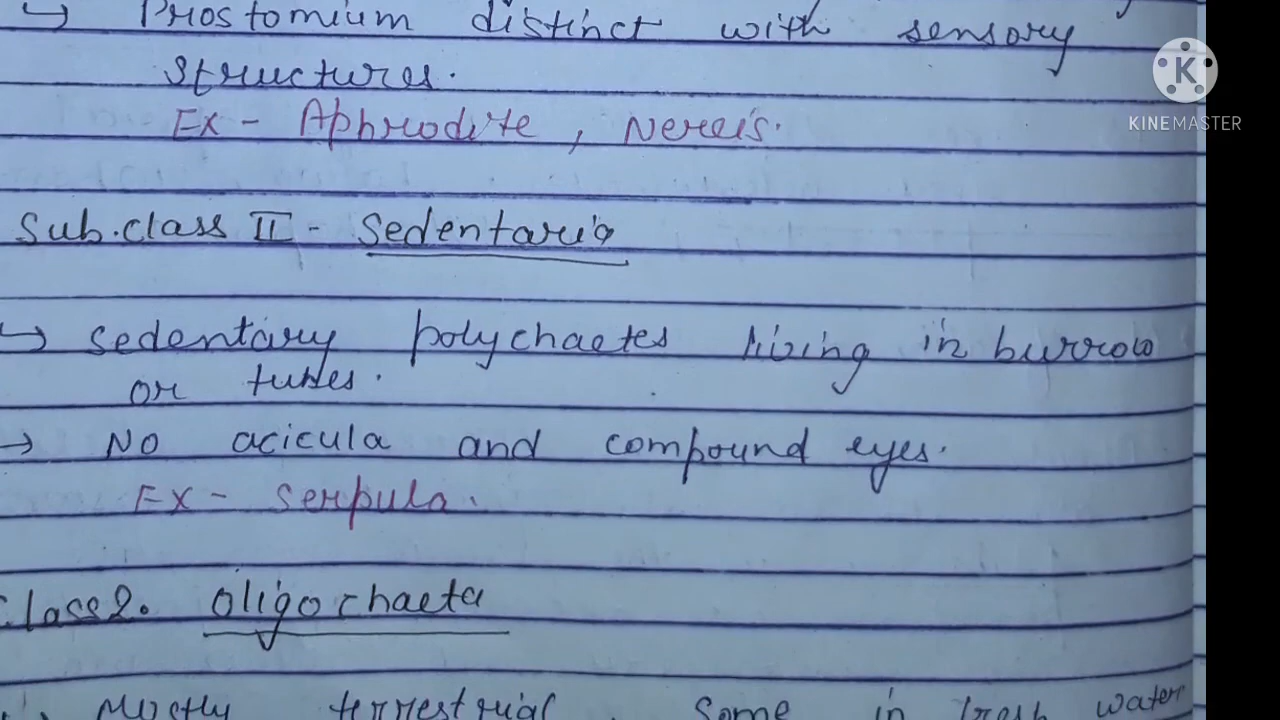 ↳ Prostomium distinct with sensory
structures.
Ex - Aphrodite, Nereis.
Sub.class II - Sedentaria
↳ sedentary polychaetes living in burrow
or tubes.
→ No acicula and compound eyes.
Ex - Serpula.
Class 2. Oligochaeta
Mostly terrestrial, some in fresh water
K
KINEMASTER